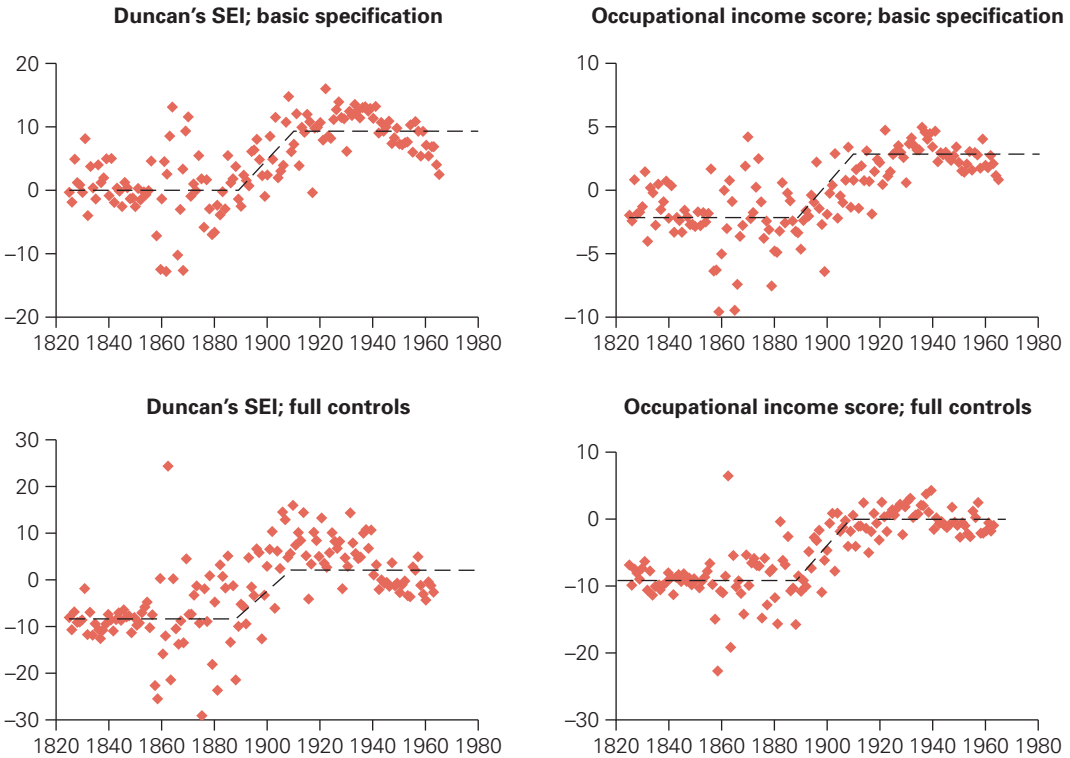 Duncan's SEI; basic specification
20
10
0
–10
–20
1820 1840 1860 1880 1900 1920 1940 1960 1980
Occupational income score; basic specification
10
5
0
–5
–10
1820 1840 1860 1880 1900 1920 1940 1960 1980
Duncan's SEI; full controls
30
20
10
0
–10
–20
–30
1820 1840 1860 1880 1900 1920 1940 1960 1980
Occupational income score; full controls
10
0
–10
–20
–30
1820 1840 1860 1880 1900 1920 1940 1960 1980